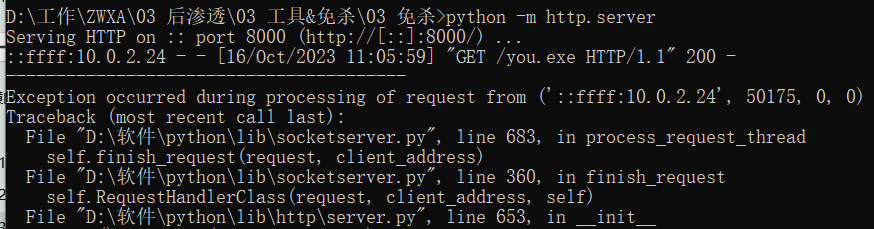 D:\工作\ZWXA\03 后渗透\03 工具&免杀\03 免杀>python -m http.server
Serving HTTP on :: port 8000 (http://[::]:8000/) ...
::ffff:10.0.2.24 - - [16/Oct/2023 11:05:59] "GET /you.exe HTTP/1.1" 200 -
----------------------------------------
Exception occurred during processing of request from ('::ffff:10.0.2.24', 50175, 0, 0)
Traceback (most recent call last):
  File "D:\软件\python\lib\socketserver.py", line 683, in process_request_thread
    self.finish_request(request, client_address)
  File "D:\软件\python\lib\socketserver.py", line 360, in finish_request
    self.RequestHandlerClass(request, client_address, self)
  File "D:\软件\python\lib\http\server.py", line 653, in __init__